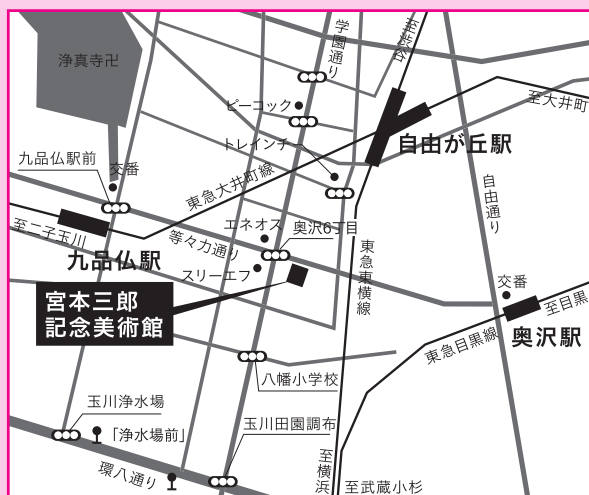 浄真寺卍
学園通り
至渋谷
ピーコック
至大井町
トレインチ
自由が丘駅
九品仏駅前
交番
東急大井町線
自由通り
至二子玉川
エネオス
奥沢6丁目
等々力通り
九品仏駅
スリーエフ
東急東横線
宮本三郎
記念美術館
交番
至目黒
奥沢駅
東急目黒線
八幡小学校
玉川浄水場
「浄水場前」
玉川田園調布
環八通り
至横浜
至武蔵小杉